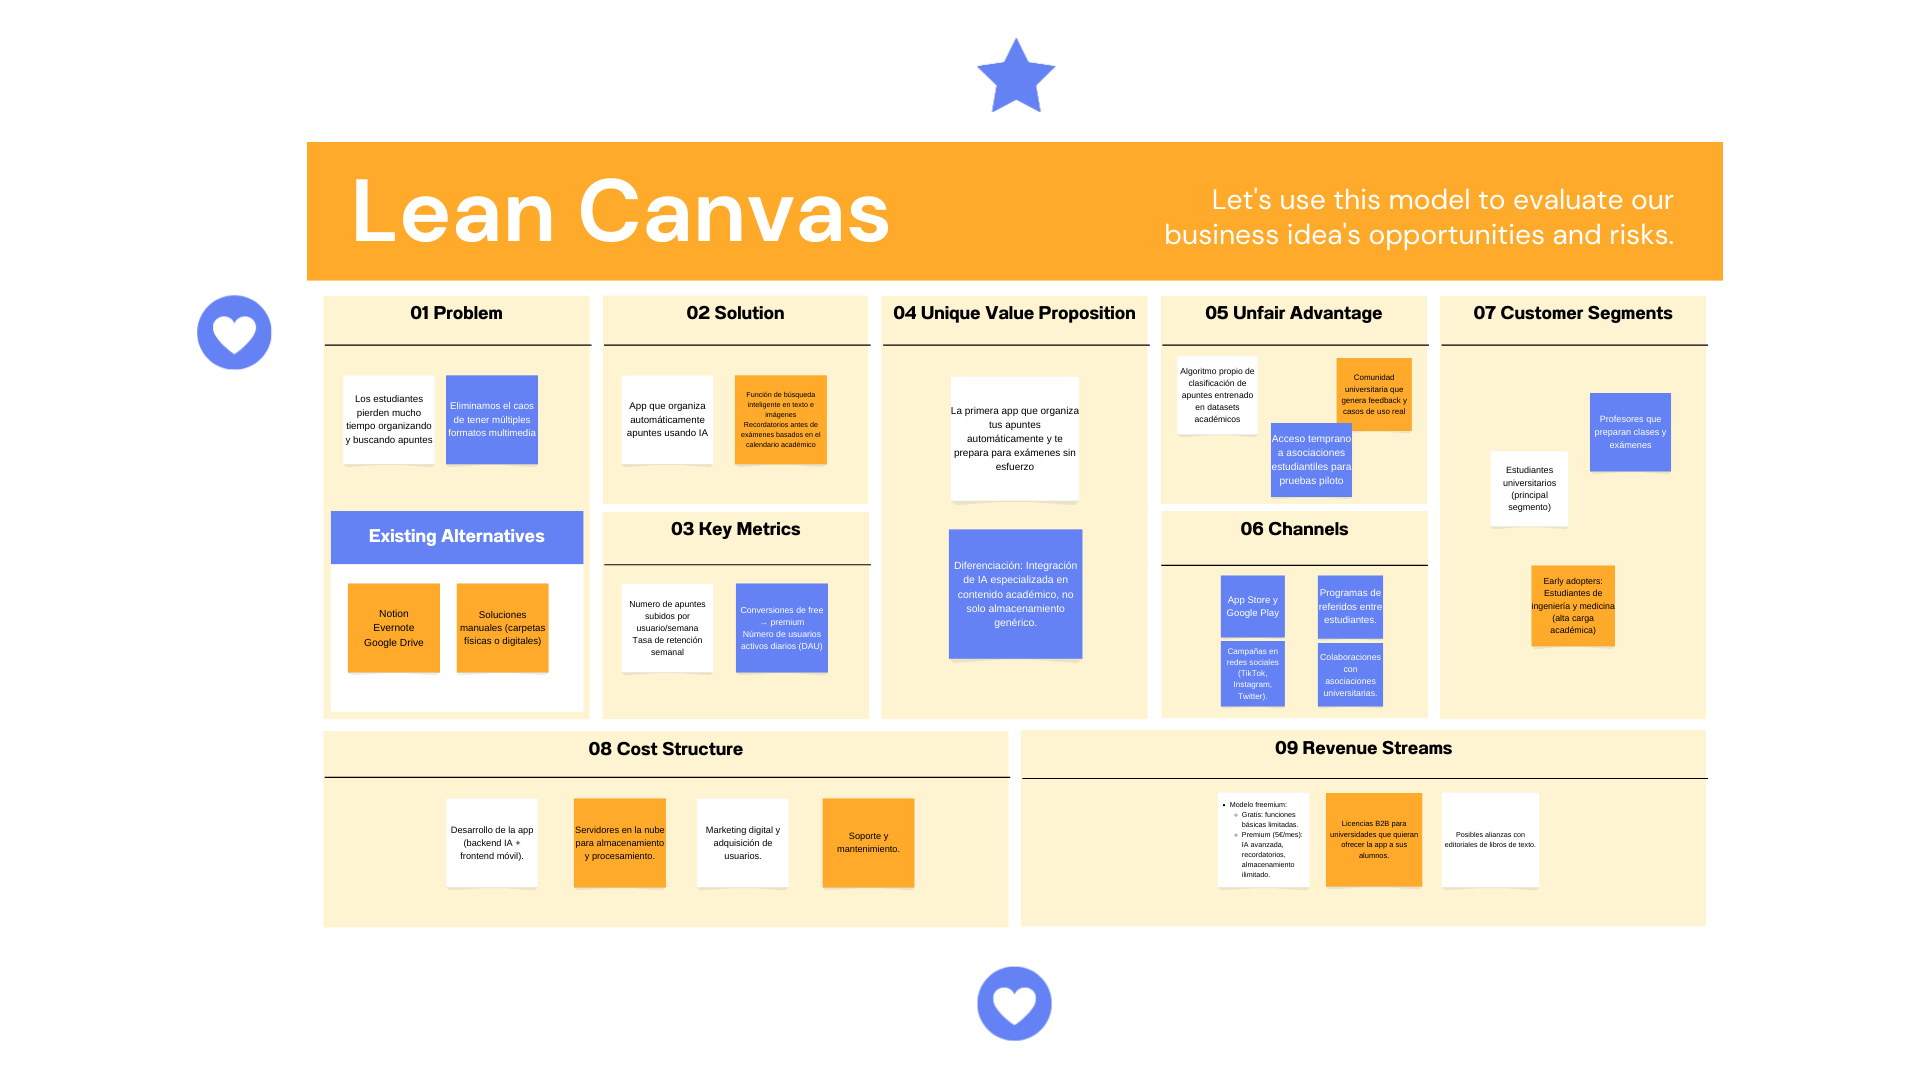 Lean Canvas
Let's use this model to evaluate our
business idea's opportunities and risks.
01 Problem
Los estudiantes
pierden mucho
tiempo organizando
y buscando apuntes
Eliminamos el caos
de tener múltiples
formatos multimedia
Existing Alternatives
Notion
Evernote
Google Drive
Soluciones
manuales (carpetas
físicas o digitales)
02 Solution
App que organiza
automáticamente
apuntes usando IA
Función de búsqueda
inteligente en texto e
imágenes
Recordatorios antes de
exámenes basados en el
calendario académico
03 Key Metrics
Numero de apuntes
subidos por
usuario/semana
Tasa de retención
semanal
Conversiones de free
→ premium
Número de usuarios
activos diarios (DAU)
04 Unique Value Proposition
La primera app que organiza
tus apuntes
automáticamente y te
prepara para exámenes sin
esfuerzo
Diferenciación: Integración
de IA especializada en
contenido académico, no
solo almacenamiento
genérico.
05 Unfair Advantage
Algoritmo propio de
clasificación de
apuntes entrenado
en datasets
académicos
Comunidad
universitaria que
genera feedback y
casos de uso real
Acceso temprano
a asociaciones
estudiantiles para
pruebas piloto
06 Channels
App Store y
Google Play
Programas de
referidos entre
estudiantes.
Campañas en
redes sociales
(TikTok,
Instagram,
Twitter).
Colaboraciones
con
asociaciones
universitarias.
07 Customer Segments
Profesores que
preparan clases y
exámenes
Estudiantes
universitarios
(principal
segmento)
Early adopters:
Estudiantes de
ingeniería y medicina
(alta carga
académica)
08 Cost Structure
Desarrollo de la app
(backend IA +
frontend móvil).
Servidores en la nube
para almacenamiento
y procesamiento.
Marketing digital y
adquisición de
usuarios.
Soporte y
mantenimiento.
09 Revenue Streams
• Modelo freemium:
◦ Gratis: funciones
básicas limitadas.
◦ Premium (5€/mes):
IA avanzada,
recordatorios,
almacenamiento
ilimitado.
Licencias B2B para
universidades que quieran
ofrecer la app a sus
alumnos.
Posibles alianzas con
editoriales de libros de texto.